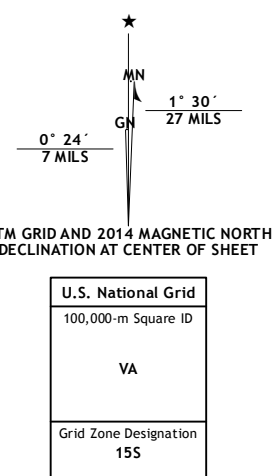 ★
MN
1° 30´
27 MILS
GN
0° 24´
7 MILS
TM GRID AND 2014 MAGNETIC NORTH
DECLINATION AT CENTER OF SHEET
U.S. National Grid
100,000-m Square ID
VA
Grid Zone Designation
15S